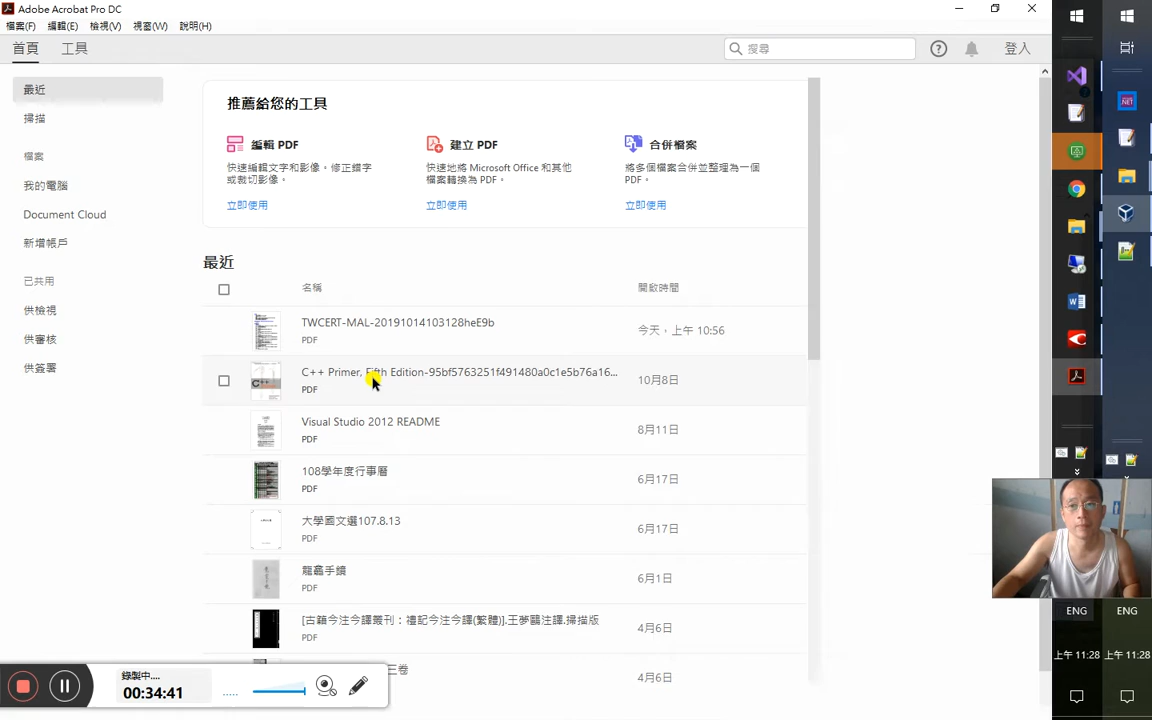 Adobe Acrobat Pro DC
檔案(F) 編輯(E) 檢視(V) 視窗(W) 說明(H)
首頁 工具
搜尋
登入
最近
掃描
檔案
我的電腦
Document Cloud
新增帳戶
已共用
供檢視
供審核
供簽署
推薦給您的工具
編輯 PDF
快速編輯文字和影像。修正錯字
或裁切影像。
立即使用
建立 PDF
快速地將 Microsoft Office 和其他
檔案轉換為 PDF。
立即使用
合併檔案
將多個檔案合併並整理為一個
PDF。
立即使用
最近
名稱 開啟時間
TWCERT-MAL-20191014103128heE9b
PDF
今天，上午 10:56
C++ Primer, Fifth Edition-95bf5763251f491480a0c1e5b76a16...
PDF
10月8日
Visual Studio 2012 README
PDF
8月11日
108學年度行事曆
PDF
6月17日
大學國文選107.8.13
PDF
6月17日
龍龕手鏡
PDF
6月1日
[古籍今注今譯叢刊：禮記今注今譯(繁體)].王夢鷗注譯.掃描版
PDF
4月6日
三卷
4月6日
錄製中....
00:34:41
.NET
ENG ENG
上午 11:28 上午 11:28